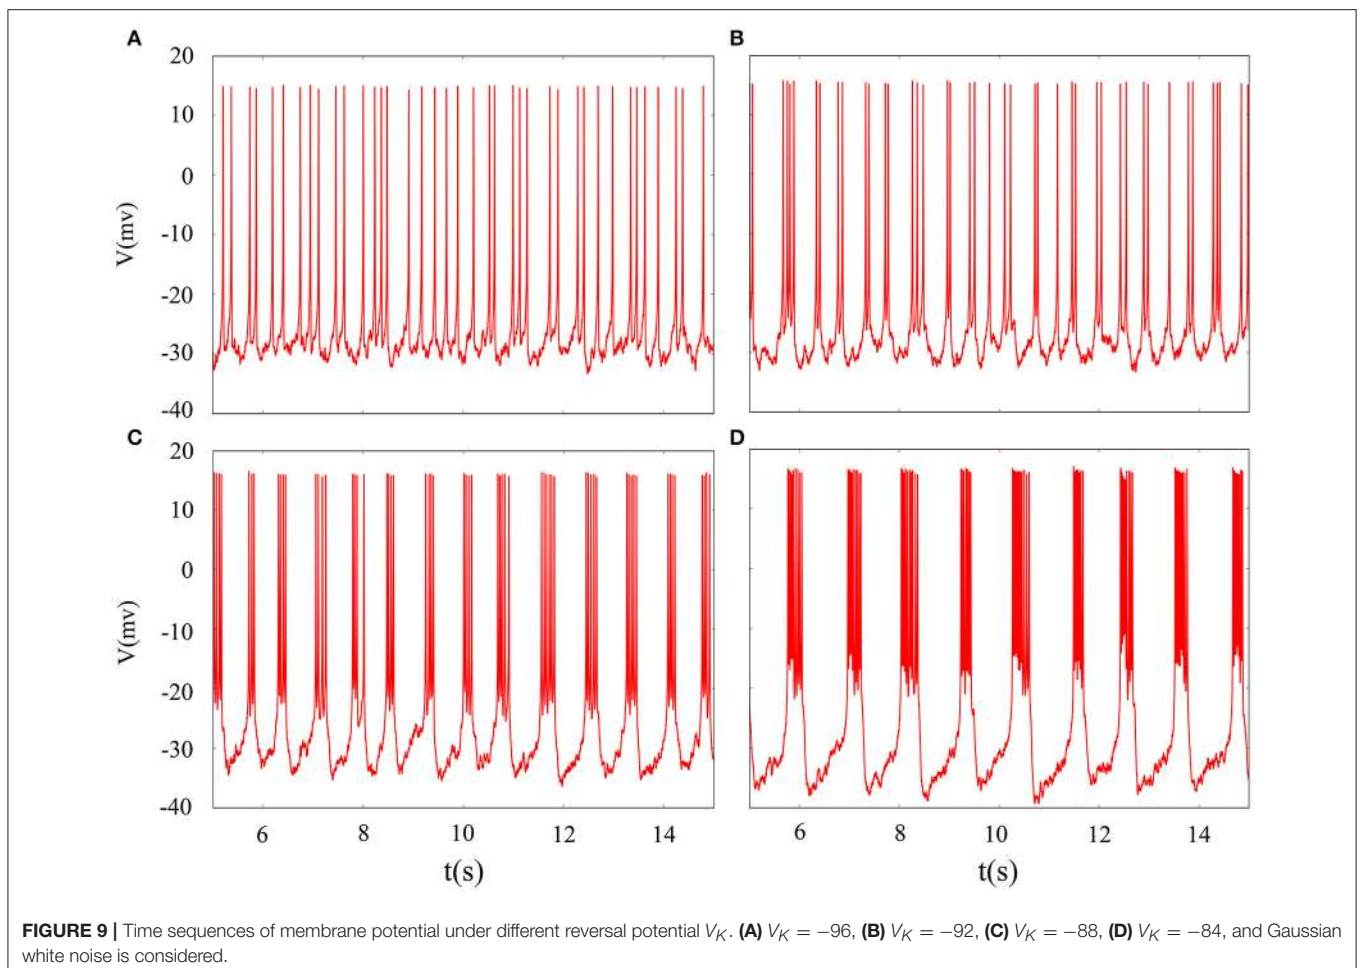 A
B
20
10
0
-10
-20
-30
-40
V(mv)
C
D
20
10
0
-10
-20
-30
-40
V(mv)
6 8 10 12 14
6 8 10 12 14
t(s)
t(s)
FIGURE 9 | Time sequences of membrane potential under different reversal potential V_K. (A) V_K = −96, (B) V_K = −92, (C) V_K = −88, (D) V_K = −84, and Gaussian
white noise is considered.